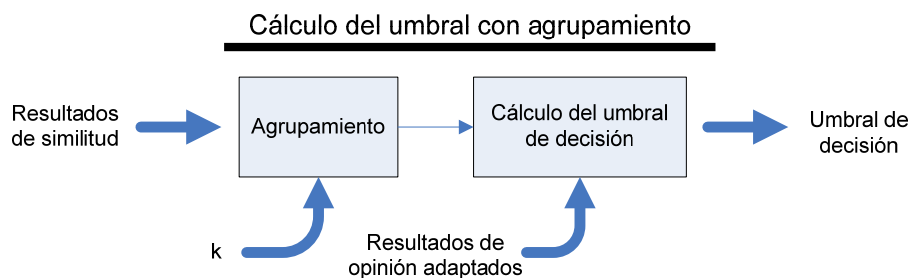 Cálculo del umbral con agrupamiento
Resultados
de similitud
Agrupamiento
Cálculo del umbral
de decisión
Umbral de
decisión
k
Resultados de
opinión adaptados